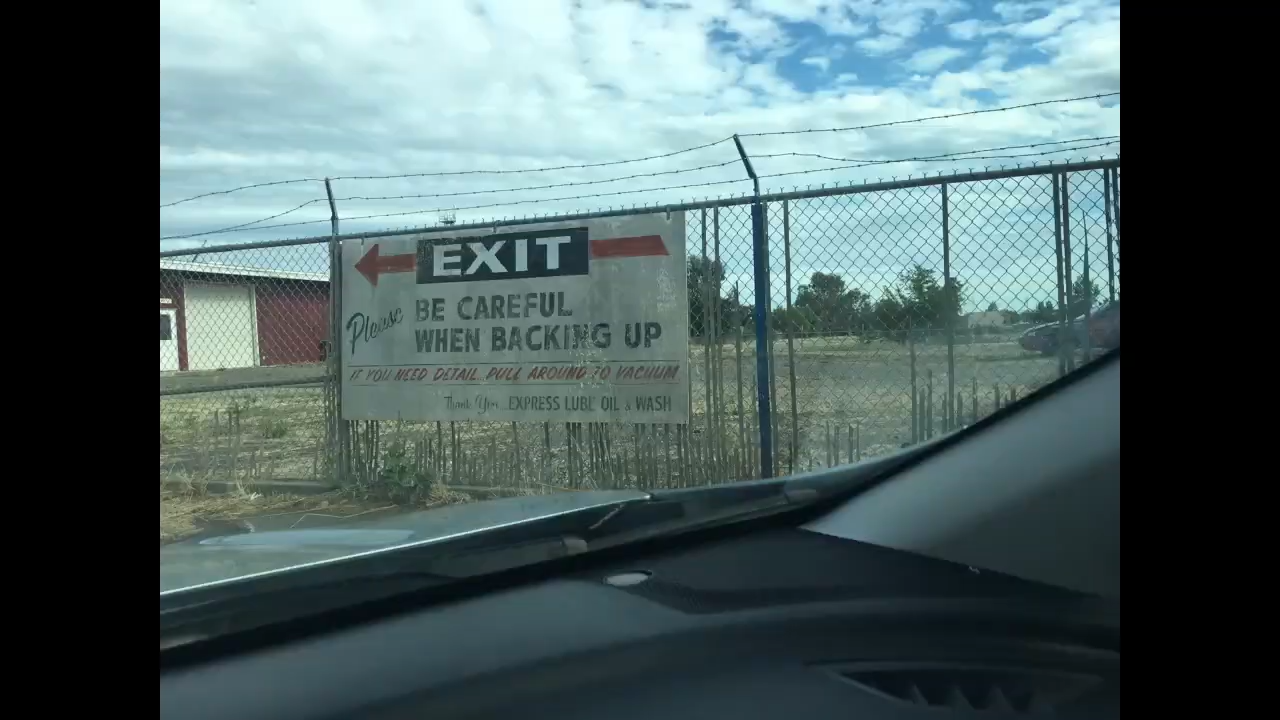 EXIT
Please BE CAREFUL
WHEN BACKING UP
IF YOU NEED DETAIL, PULL AROUND TO VACUUM
Thank You.. EXPRESS LUBE OIL & WASH